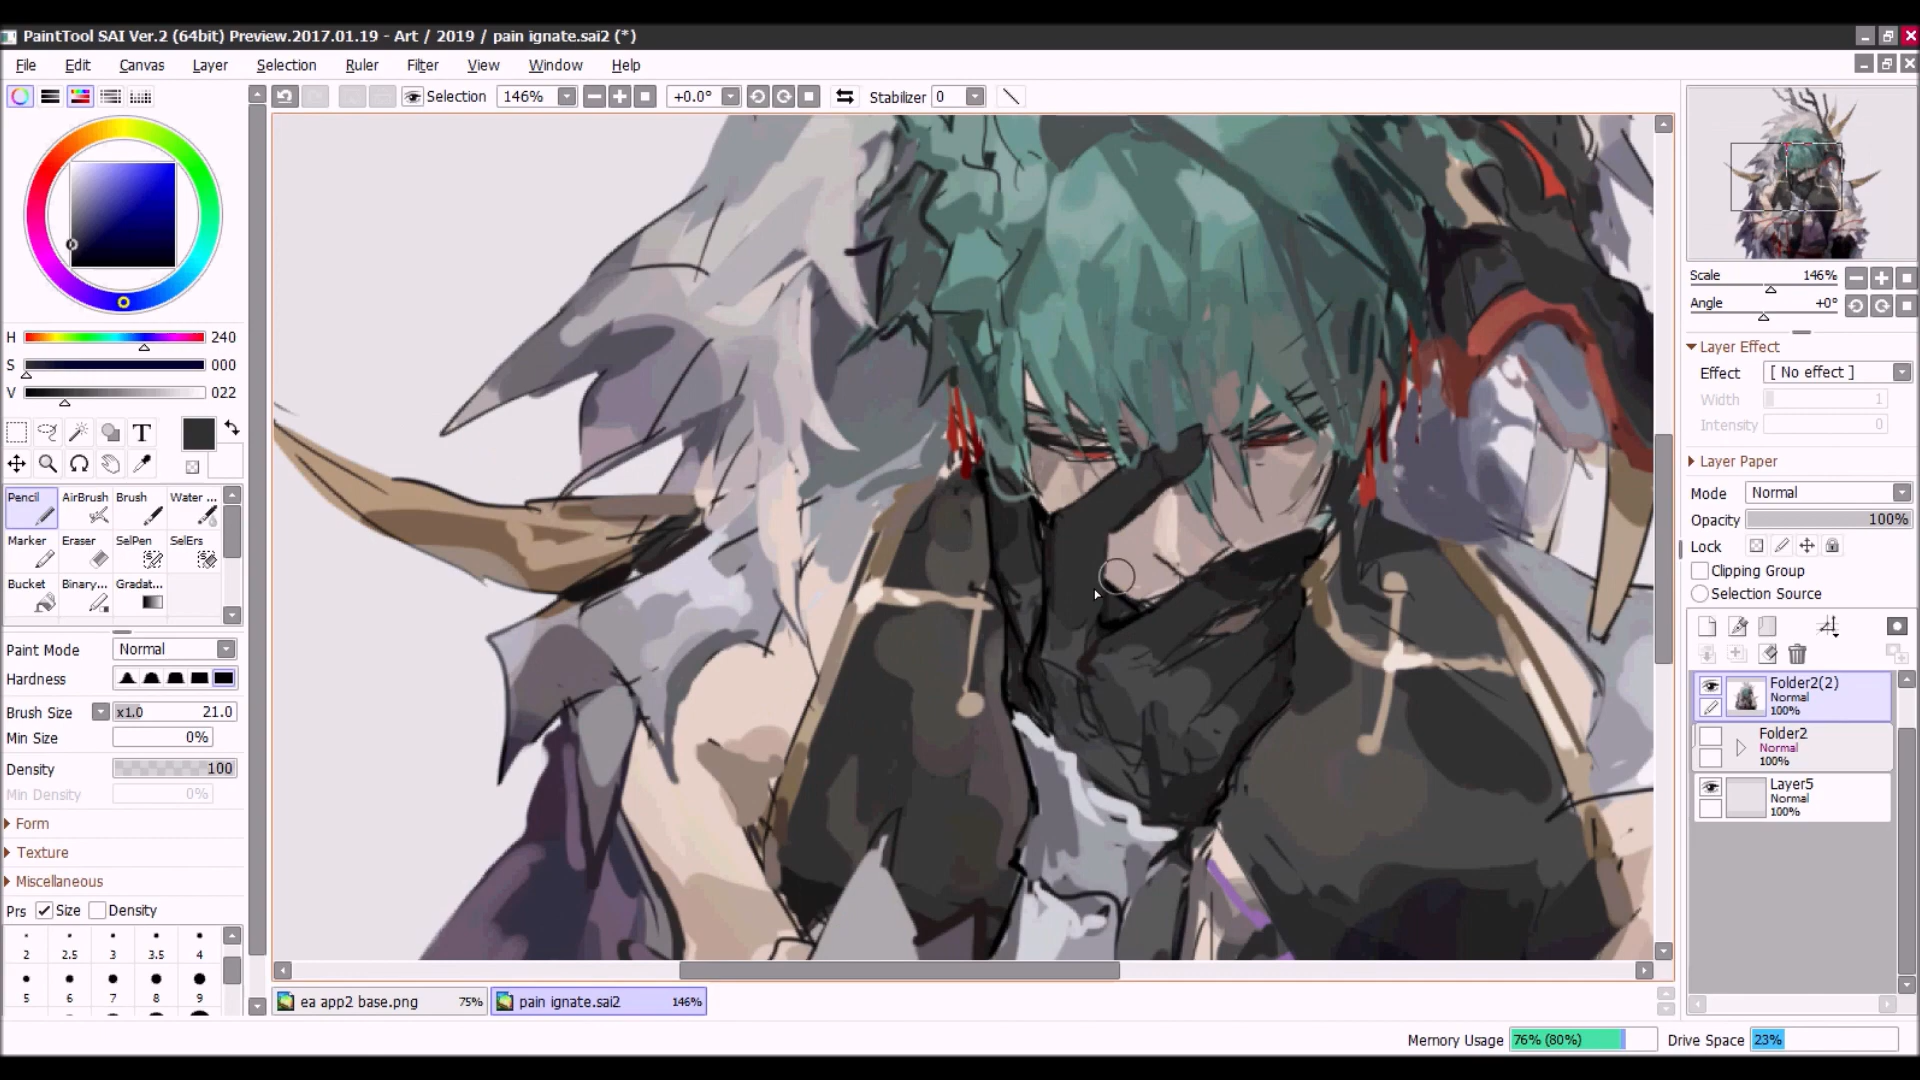 PaintTool SAI Ver.2 (64bit) Preview.2017.01.19 - Art / 2019 / pain ignate.sai2 (*)
File Edit Canvas Layer Selection Ruler Filter View Window Help
Selection 146% +0.0° Stabilizer 0
H 240
S 000
V 022
T
Pencil AirBrush Brush Water ...
Marker Eraser SelPen SelErs
Bucket Binary... Gradat...
Paint Mode Normal
Hardness
Brush Size x1.0 21.0
Min Size 0%
Density 100
Min Density 0%
Form
Texture
Miscellaneous
Prs Size Density
2 2.5 3 3.5 4
5 6 7 8 9
Scale 146%
Angle +0°
Layer Effect
Effect [ No effect ]
Width 1
Intensity 0
Layer Paper
Mode Normal
Opacity 100%
Lock
Clipping Group
Selection Source
Folder2(2)
Normal
100%
Folder2
Normal
100%
Layer5
Normal
100%
ea app2 base.png 75% pain ignate.sai2 146%
Memory Usage 76% (80%) Drive Space 23%